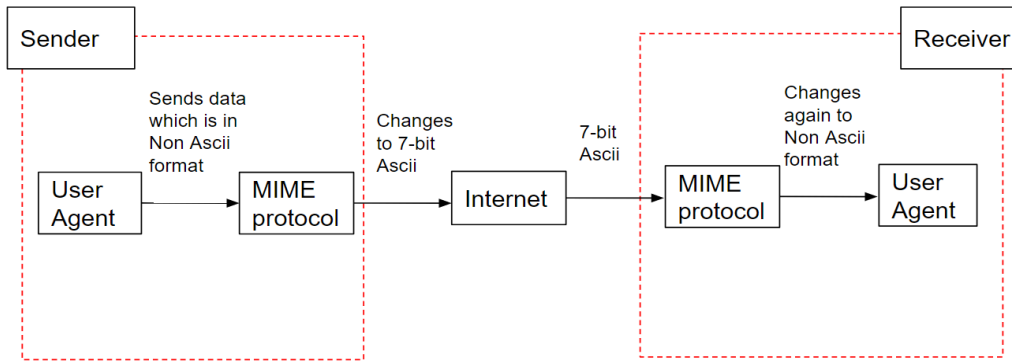 Sender
Receiver
Sends data
which is in
Non Ascii
format
Changes
to 7-bit
Ascii
7-bit
Ascii
Changes
again to
Non Ascii
format
User
Agent
MIME
protocol
Internet
MIME
protocol
User
Agent